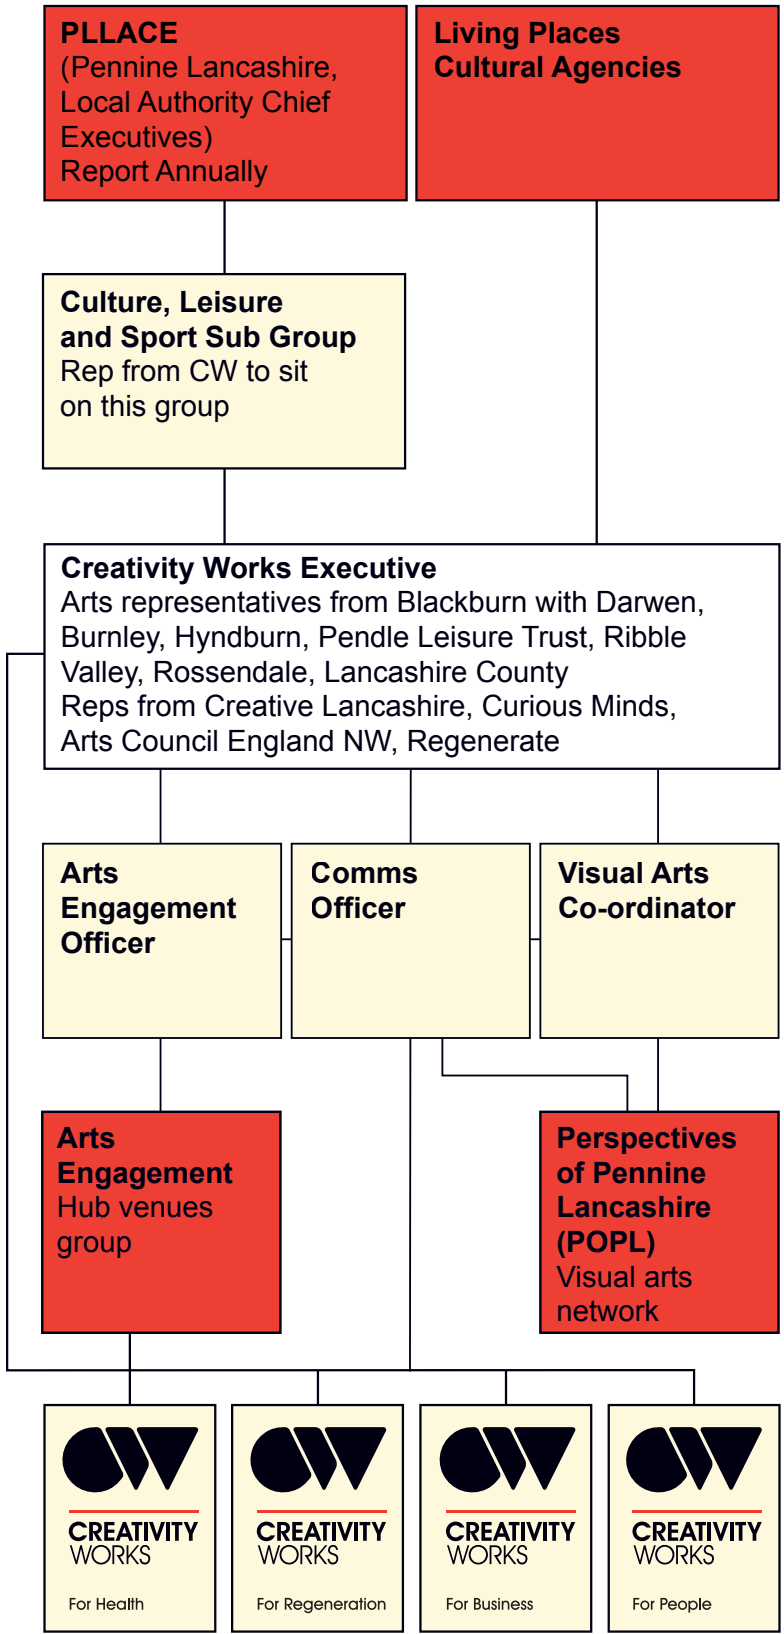 PLLACE
(Pennine Lancashire,
Local Authority Chief
Executives)
Report Annually
Living Places
Cultural Agencies
Culture, Leisure
and Sport Sub Group
Rep from CW to sit
on this group
Creativity Works Executive
Arts representatives from Blackburn with Darwen,
Burnley, Hyndburn, Pendle Leisure Trust, Ribble
Valley, Rossendale, Lancashire County
Reps from Creative Lancashire, Curious Minds,
Arts Council England NW, Regenerate
Arts
Engagement
Officer
Comms
Officer
Visual Arts
Co-ordinator
Arts
Engagement
Hub venues
group
Perspectives
of Pennine
Lancashire
(POPL)
Visual arts
network
CW
CREATIVITY
WORKS
For Health
CW
CREATIVITY
WORKS
For Regeneration
CW
CREATIVITY
WORKS
For Business
CW
CREATIVITY
WORKS
For People